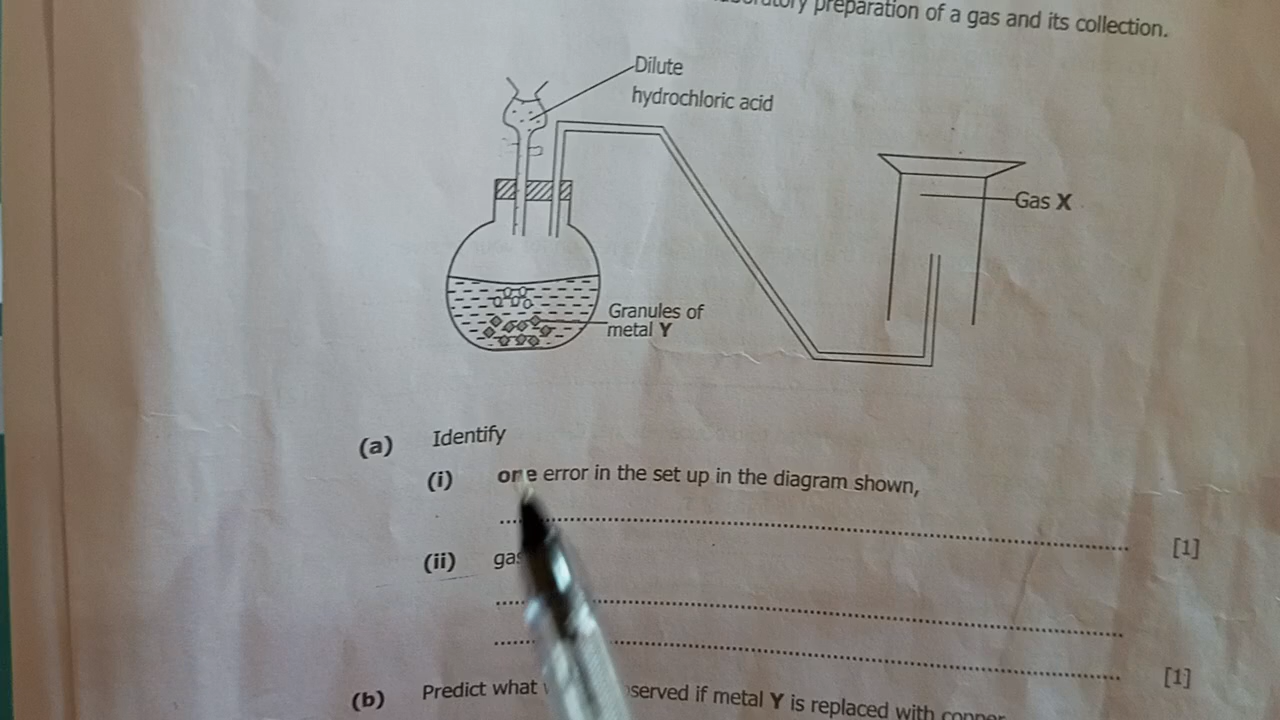 preparation of a gas and its collection.
Dilute
hydrochloric acid
Gas X
Granules of
metal Y
(a) Identify
(i) one error in the set up in the diagram shown,
[1]
(ii) gas
[1]
(b) Predict what served if metal Y is replaced with copper